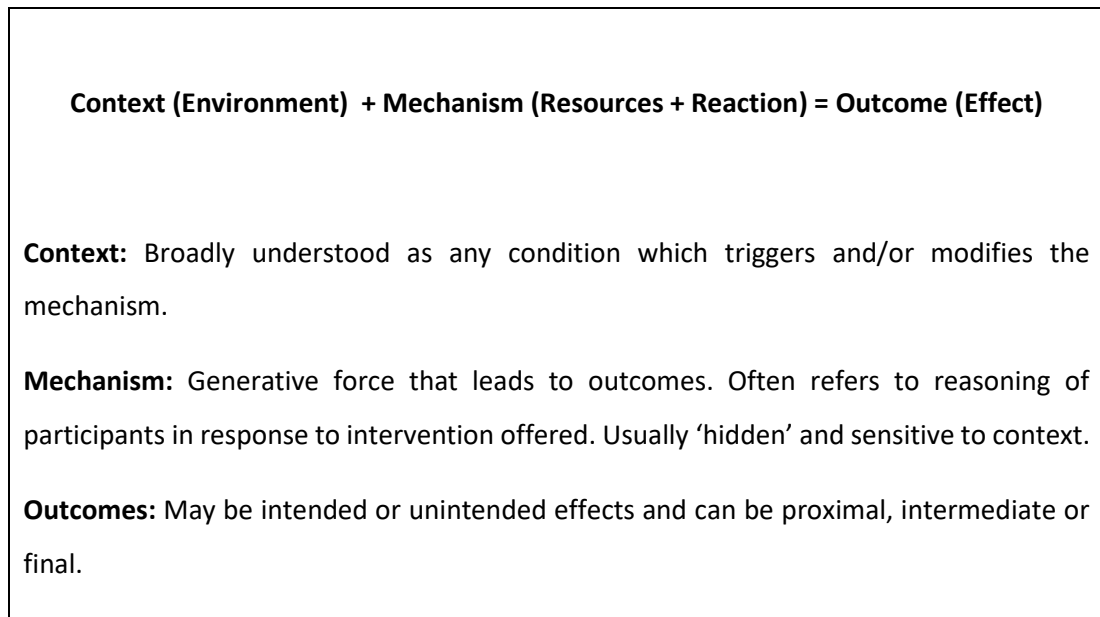 Context (Environment)  + Mechanism (Resources + Reaction) = Outcome (Effect)
Context: Broadly understood as any condition which triggers and/or modifies the
mechanism.
Mechanism: Generative force that leads to outcomes. Often refers to reasoning of
participants in response to intervention offered. Usually ‘hidden’ and sensitive to context.
Outcomes: May be intended or unintended effects and can be proximal, intermediate or
final.